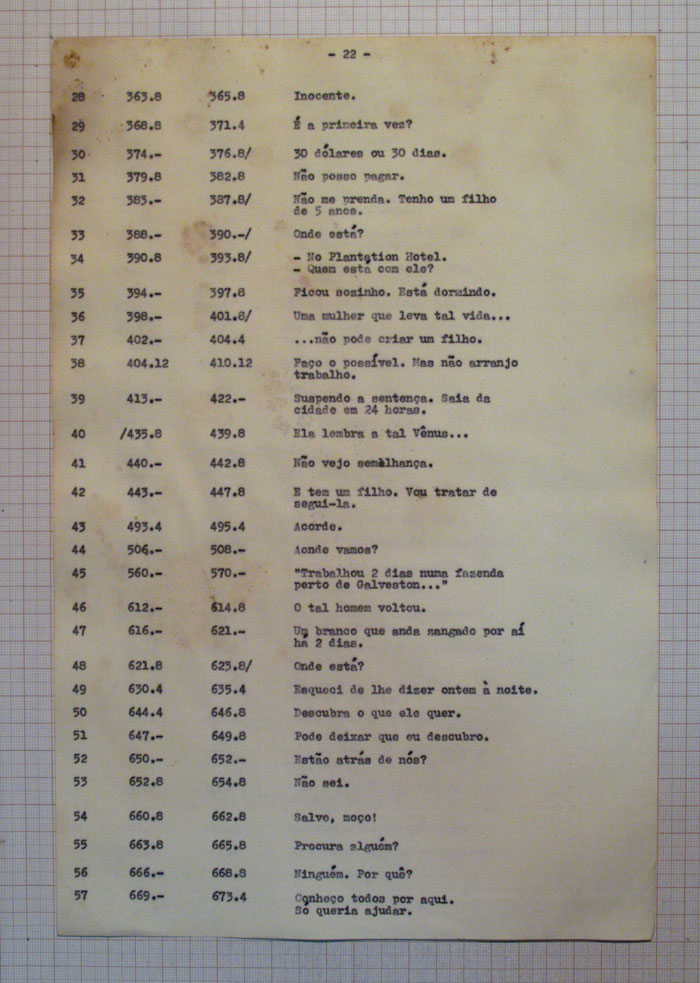 - 22 -
28 363.8 365.8 Inocente.
29 368.8 371.4 É a primeira vez?
30 374.- 376.8/ 30 dólares ou 30 dias.
31 379.8 382.8 Não posso pagar.
32 383.- 387.8/ Não me prenda. Tenho um filho
de 5 anos.
33 388.- 390.-/ Onde está?
34 390.8 393.8/ - No Plantation Hotel.
- Quem está com ele?
35 394.- 397.8 Ficou sozinho. Está dormindo.
36 398.- 401.8/ Uma mulher que leva tal vida...
37 402.- 404.4 ...não pode criar um filho.
38 404.12 410.12 Faço o possível. Mas não arranjo
trabalho.
39 413.- 422.- Suspendo a sentença. Saia da
cidade em 24 horas.
40 /435.8 439.8 Ela lembra a tal Vênus...
41 440.- 442.8 Não vejo semelhança.
42 443.- 447.8 E tem um filho. Vou tratar de
segui-la.
43 493.4 495.4 Acorde.
44 506.- 508.- Aonde vamos?
45 560.- 570.- "Trabalhou 2 dias numa fazenda
perto de Galveston..."
46 612.- 614.8 O tal homem voltou.
47 616.- 621.- Um branco que anda zangado por aí
há 2 dias.
48 621.8 623.8/ Onde está?
49 630.4 635.4 Esqueci de lhe dizer ontem à noite.
50 644.4 646.8 Descubra o que ele quer.
51 647.- 649.8 Pode deixar que eu descubro.
52 650.- 652.- Estão atrás de nós?
53 652.8 654.8 Não sei.
54 660.8 662.8 Salve, moço!
55 663.8 665.8 Procura alguém?
56 666.- 668.8 Ninguém. Por quê?
57 669.- 673.4 Conheço todos por aqui.
Só queria ajudar.